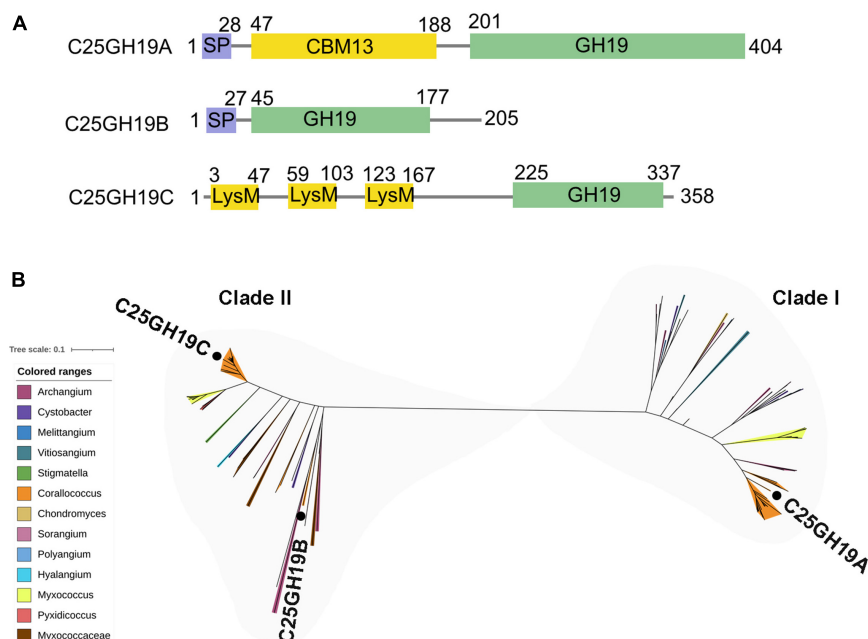 A
28 47 188 201
C25GH19A 1 SP CBM13 GH19 404
27 45 177
C25GH19B 1 SP GH19 205
3 47 59 103 123 167 225 337
C25GH19C 1 LysM LysM LysM GH19 358
B
Clade II Clade I
C25GH19C
Tree scale: 0.1
Colored ranges
Archangium
Cystobacter
Melittangium
Vitiosangium
Stigmatella
Corallococcus
Chondromyces
Sorangium
Polyangium
Hyalangium
Myxococcus
Pyxidicoccus
Myxococcaceae
C25GH19B
C25GH19A